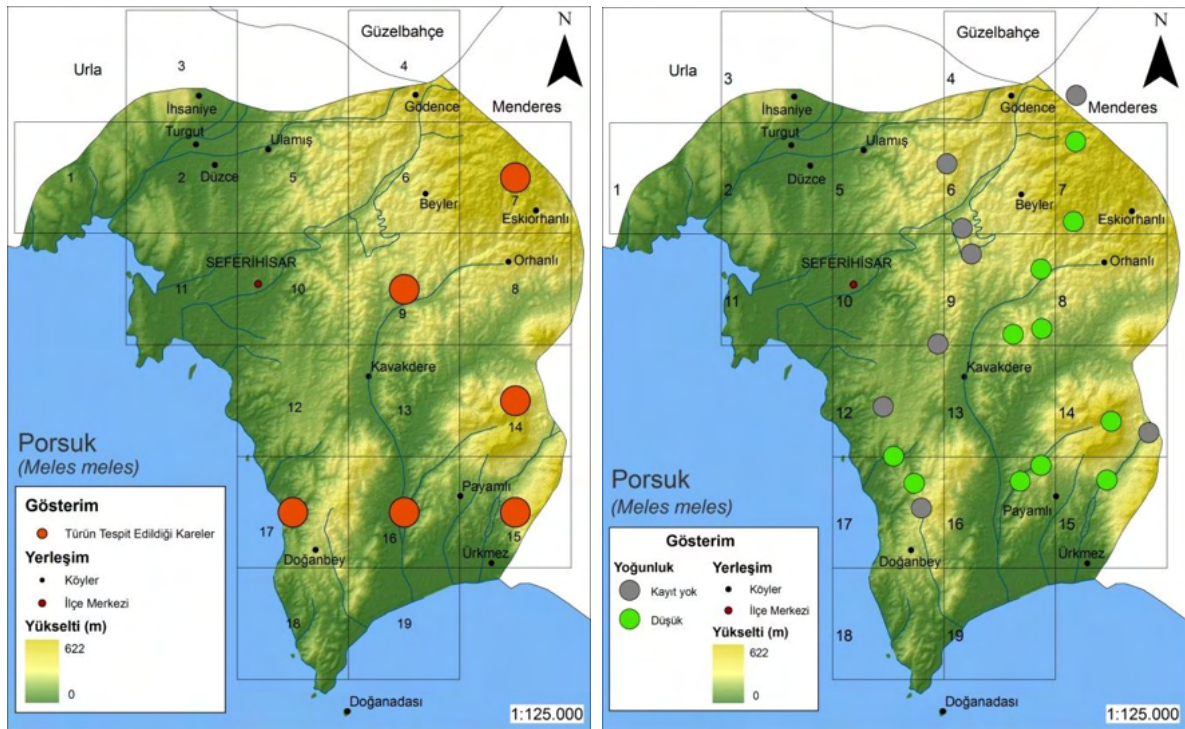 N
Güzelbahçe
Urla
3
4
İhsaniye
Gödence
Menderes
Turgut
Ulamış
1
2
Düzce
5
6
Beyler
7
Eskiorhanlı
SEFERİHİSAR
Orhanlı
11
10
9
8
Kavakdere
12
13
14
Porsuk
(Meles meles)
Payamlı
17
16
15
Doğanbey
Ürkmez
18
19
Doğanadası
Gösterim
Türün Tespit Edildiği Kareler
Yerleşim
Köyler
İlçe Merkezi
Yükselti (m)
622
0
1:125.000
N
Güzelbahçe
Urla
3
4
İhsaniye
Gödence
Menderes
Turgut
Ulamış
1
2
Düzce
5
6
Beyler
7
Eskiorhanlı
SEFERİHİSAR
Orhanlı
11
10
9
8
Kavakdere
12
13
14
Porsuk
(Meles meles)
Payamlı
17
16
15
Doğanbey
Ürkmez
18
19
Doğanadası
Gösterim
Yoğunluk
Kayıt yok
Düşük
Yerleşim
Köyler
İlçe Merkezi
Yükselti (m)
622
0
1:125.000